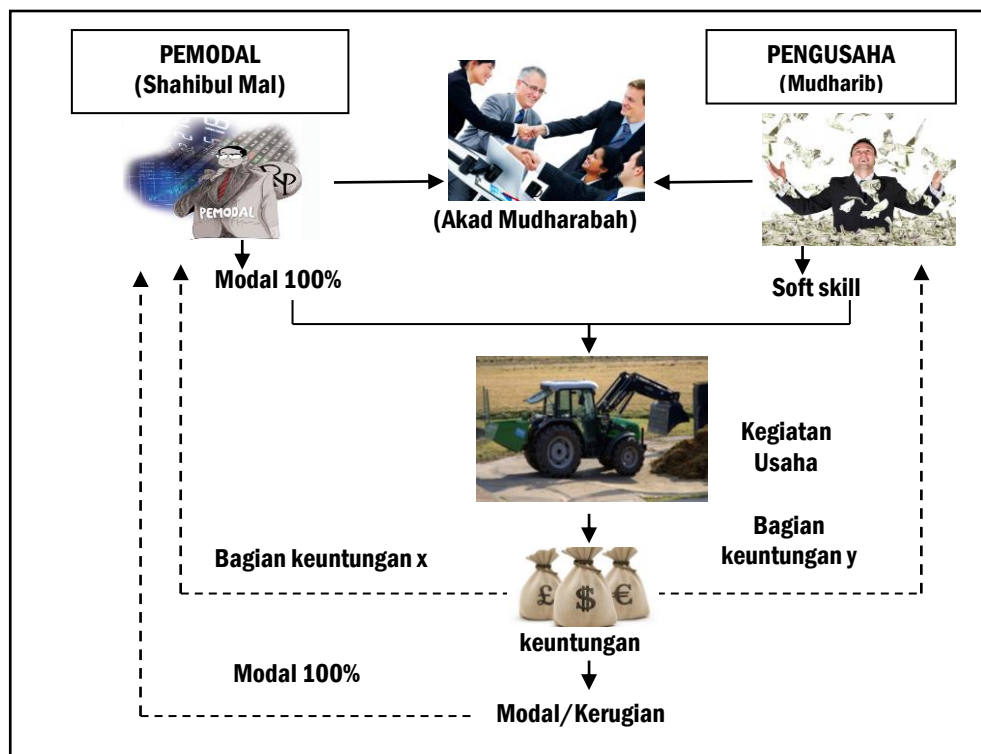 PEMODAL
(Shahibul Mal)
PENGUSAHA
(Mudharib)
PEMODAL
Rp
(Akad Mudharabah)
Modal 100%
Soft skill
Kegiatan
Usaha
Bagian keuntungan x
Bagian
keuntungan y
£
$
€
keuntungan
Modal 100%
Modal/Kerugian